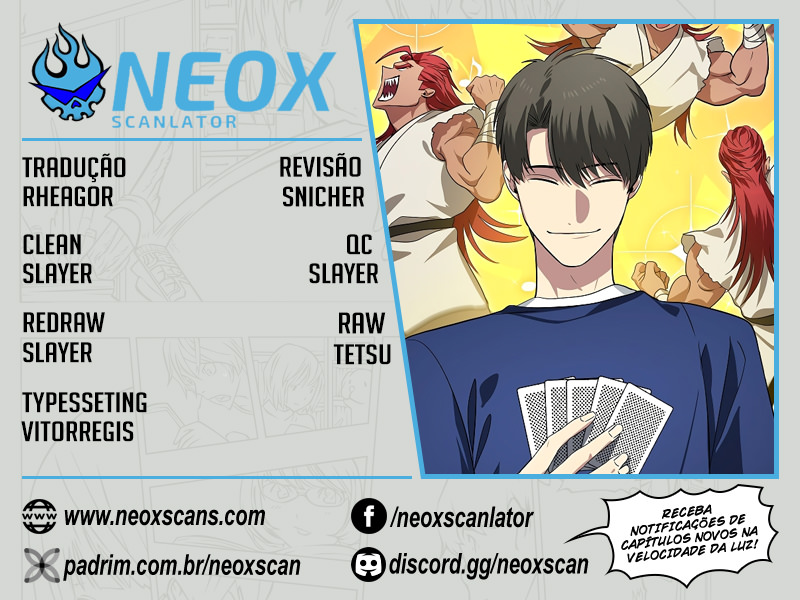 NEOX
SCANLATOR
TRADUÇÃO
RHEAGOR
REVISÃO
SNICHER
CLEAN
SLAYER
QC
SLAYER
REDRAW
SLAYER
RAW
TETSU
TYPESSETING
VITORREGIS
www.neoxscans.com
/neoxscanlator
padrim.com.br/neoxscan
discord.gg/neoxscan
RECEBA
NOTIFICAÇÕES DE
CAPÍTULOS NOVOS NA
VELOCIDADE DA LUZ!